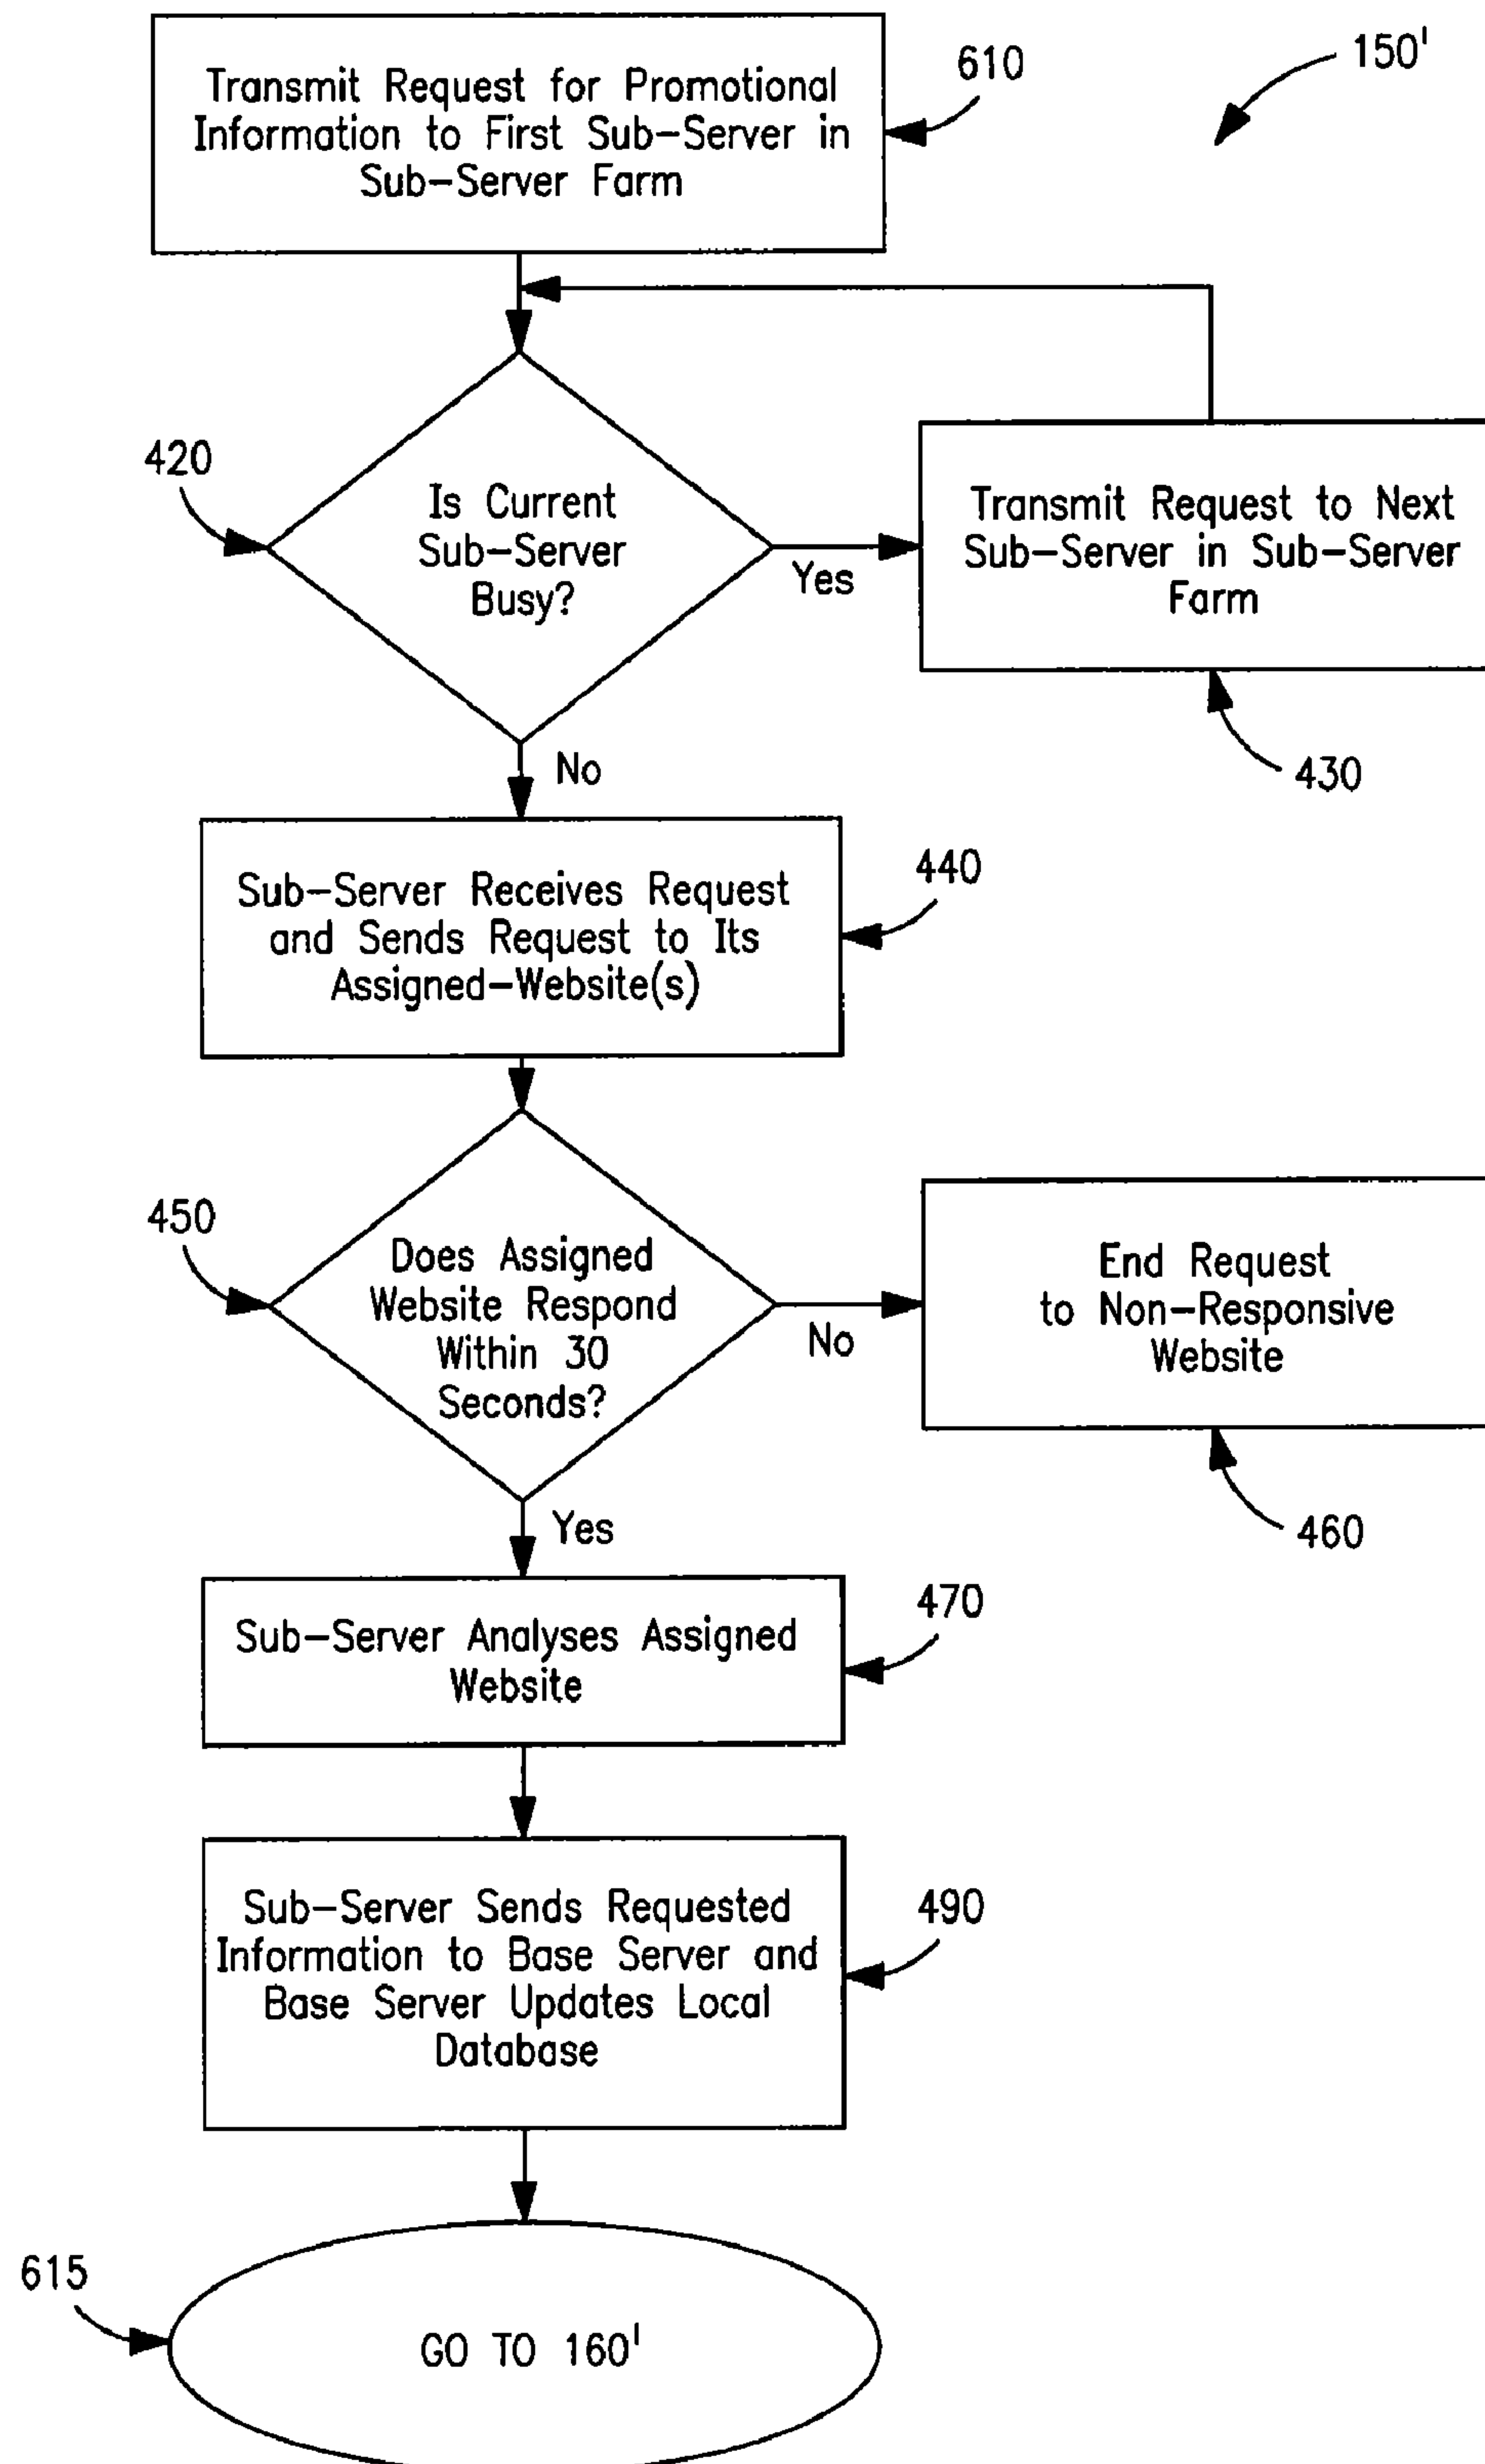 150'
610
Transmit Request for Promotional
Information to First Sub-Server in
Sub-Server Farm
420
Is Current
Sub-Server
Busy?
Yes
Transmit Request to Next
Sub-Server in Sub-Server
Farm
430
No
440
Sub-Server Receives Request
and Sends Request to Its
Assigned-Website(s)
450
Does Assigned
Website Respond
Within 30
Seconds?
No
End Request
to Non-Responsive
Website
460
Yes
470
Sub-Server Analyses Assigned
Website
490
Sub-Server Sends Requested
Information to Base Server and
Base Server Updates Local
Database
615
GO TO 160'